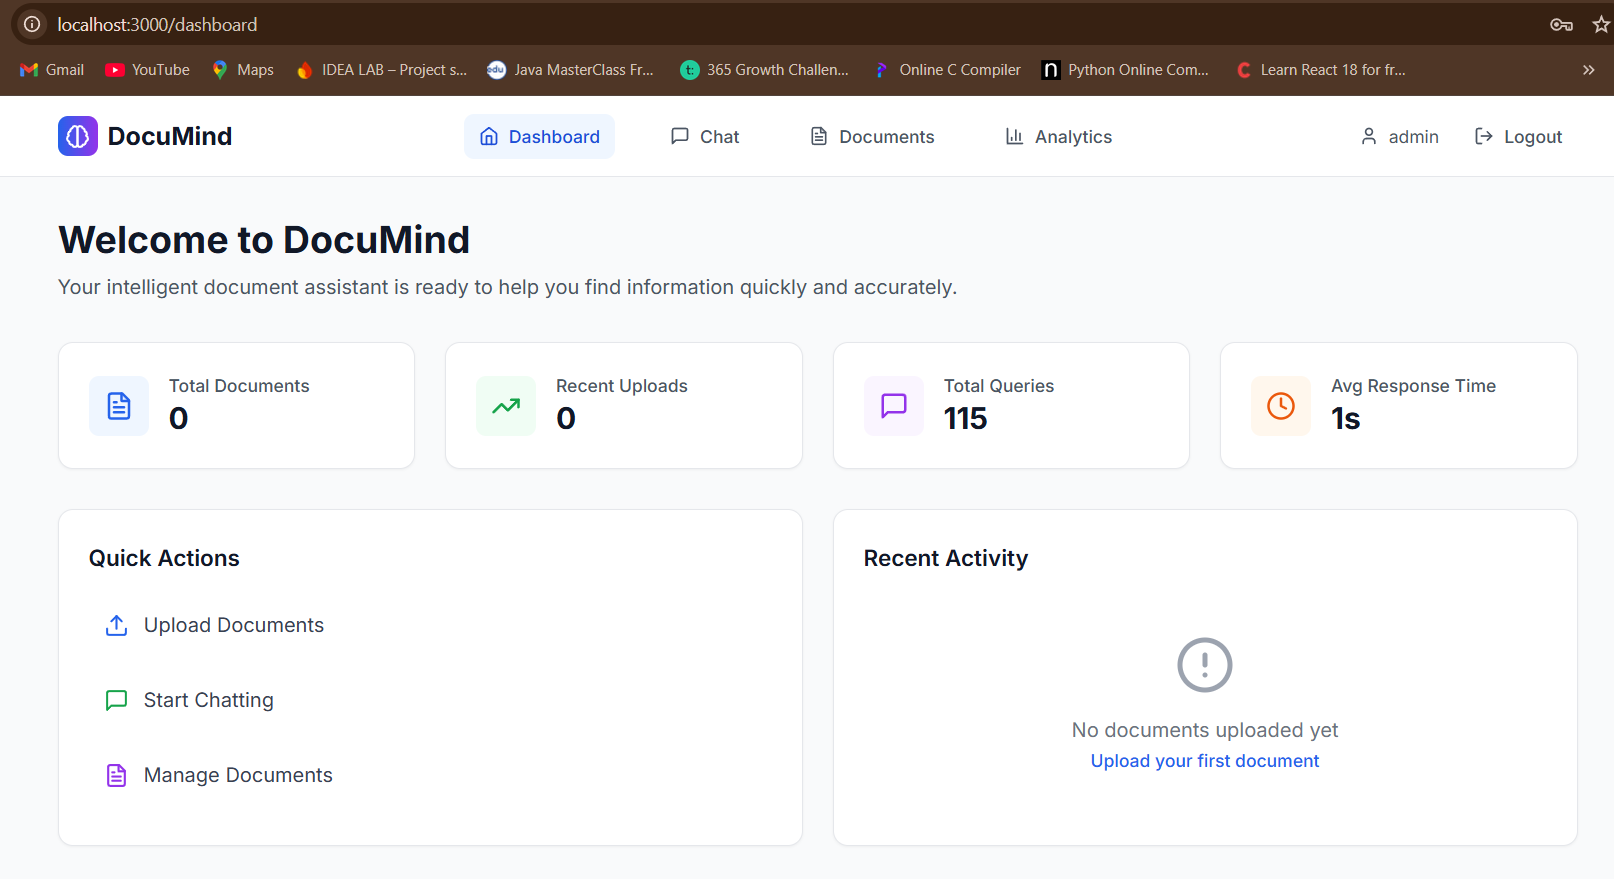 localhost:3000/dashboard
Gmail YouTube Maps IDEA LAB – Project s... edu Java MasterClass Fr... t: 365 Growth Challen... Online C Compiler n Python Online Com... C Learn React 18 for fr... »
DocuMind Dashboard Chat Documents Analytics admin Logout
Welcome to DocuMind
Your intelligent document assistant is ready to help you find information quickly and accurately.
Total Documents
0
Recent Uploads
0
Total Queries
115
Avg Response Time
1s
Quick Actions
Upload Documents
Start Chatting
Manage Documents
Recent Activity
No documents uploaded yet
Upload your first document